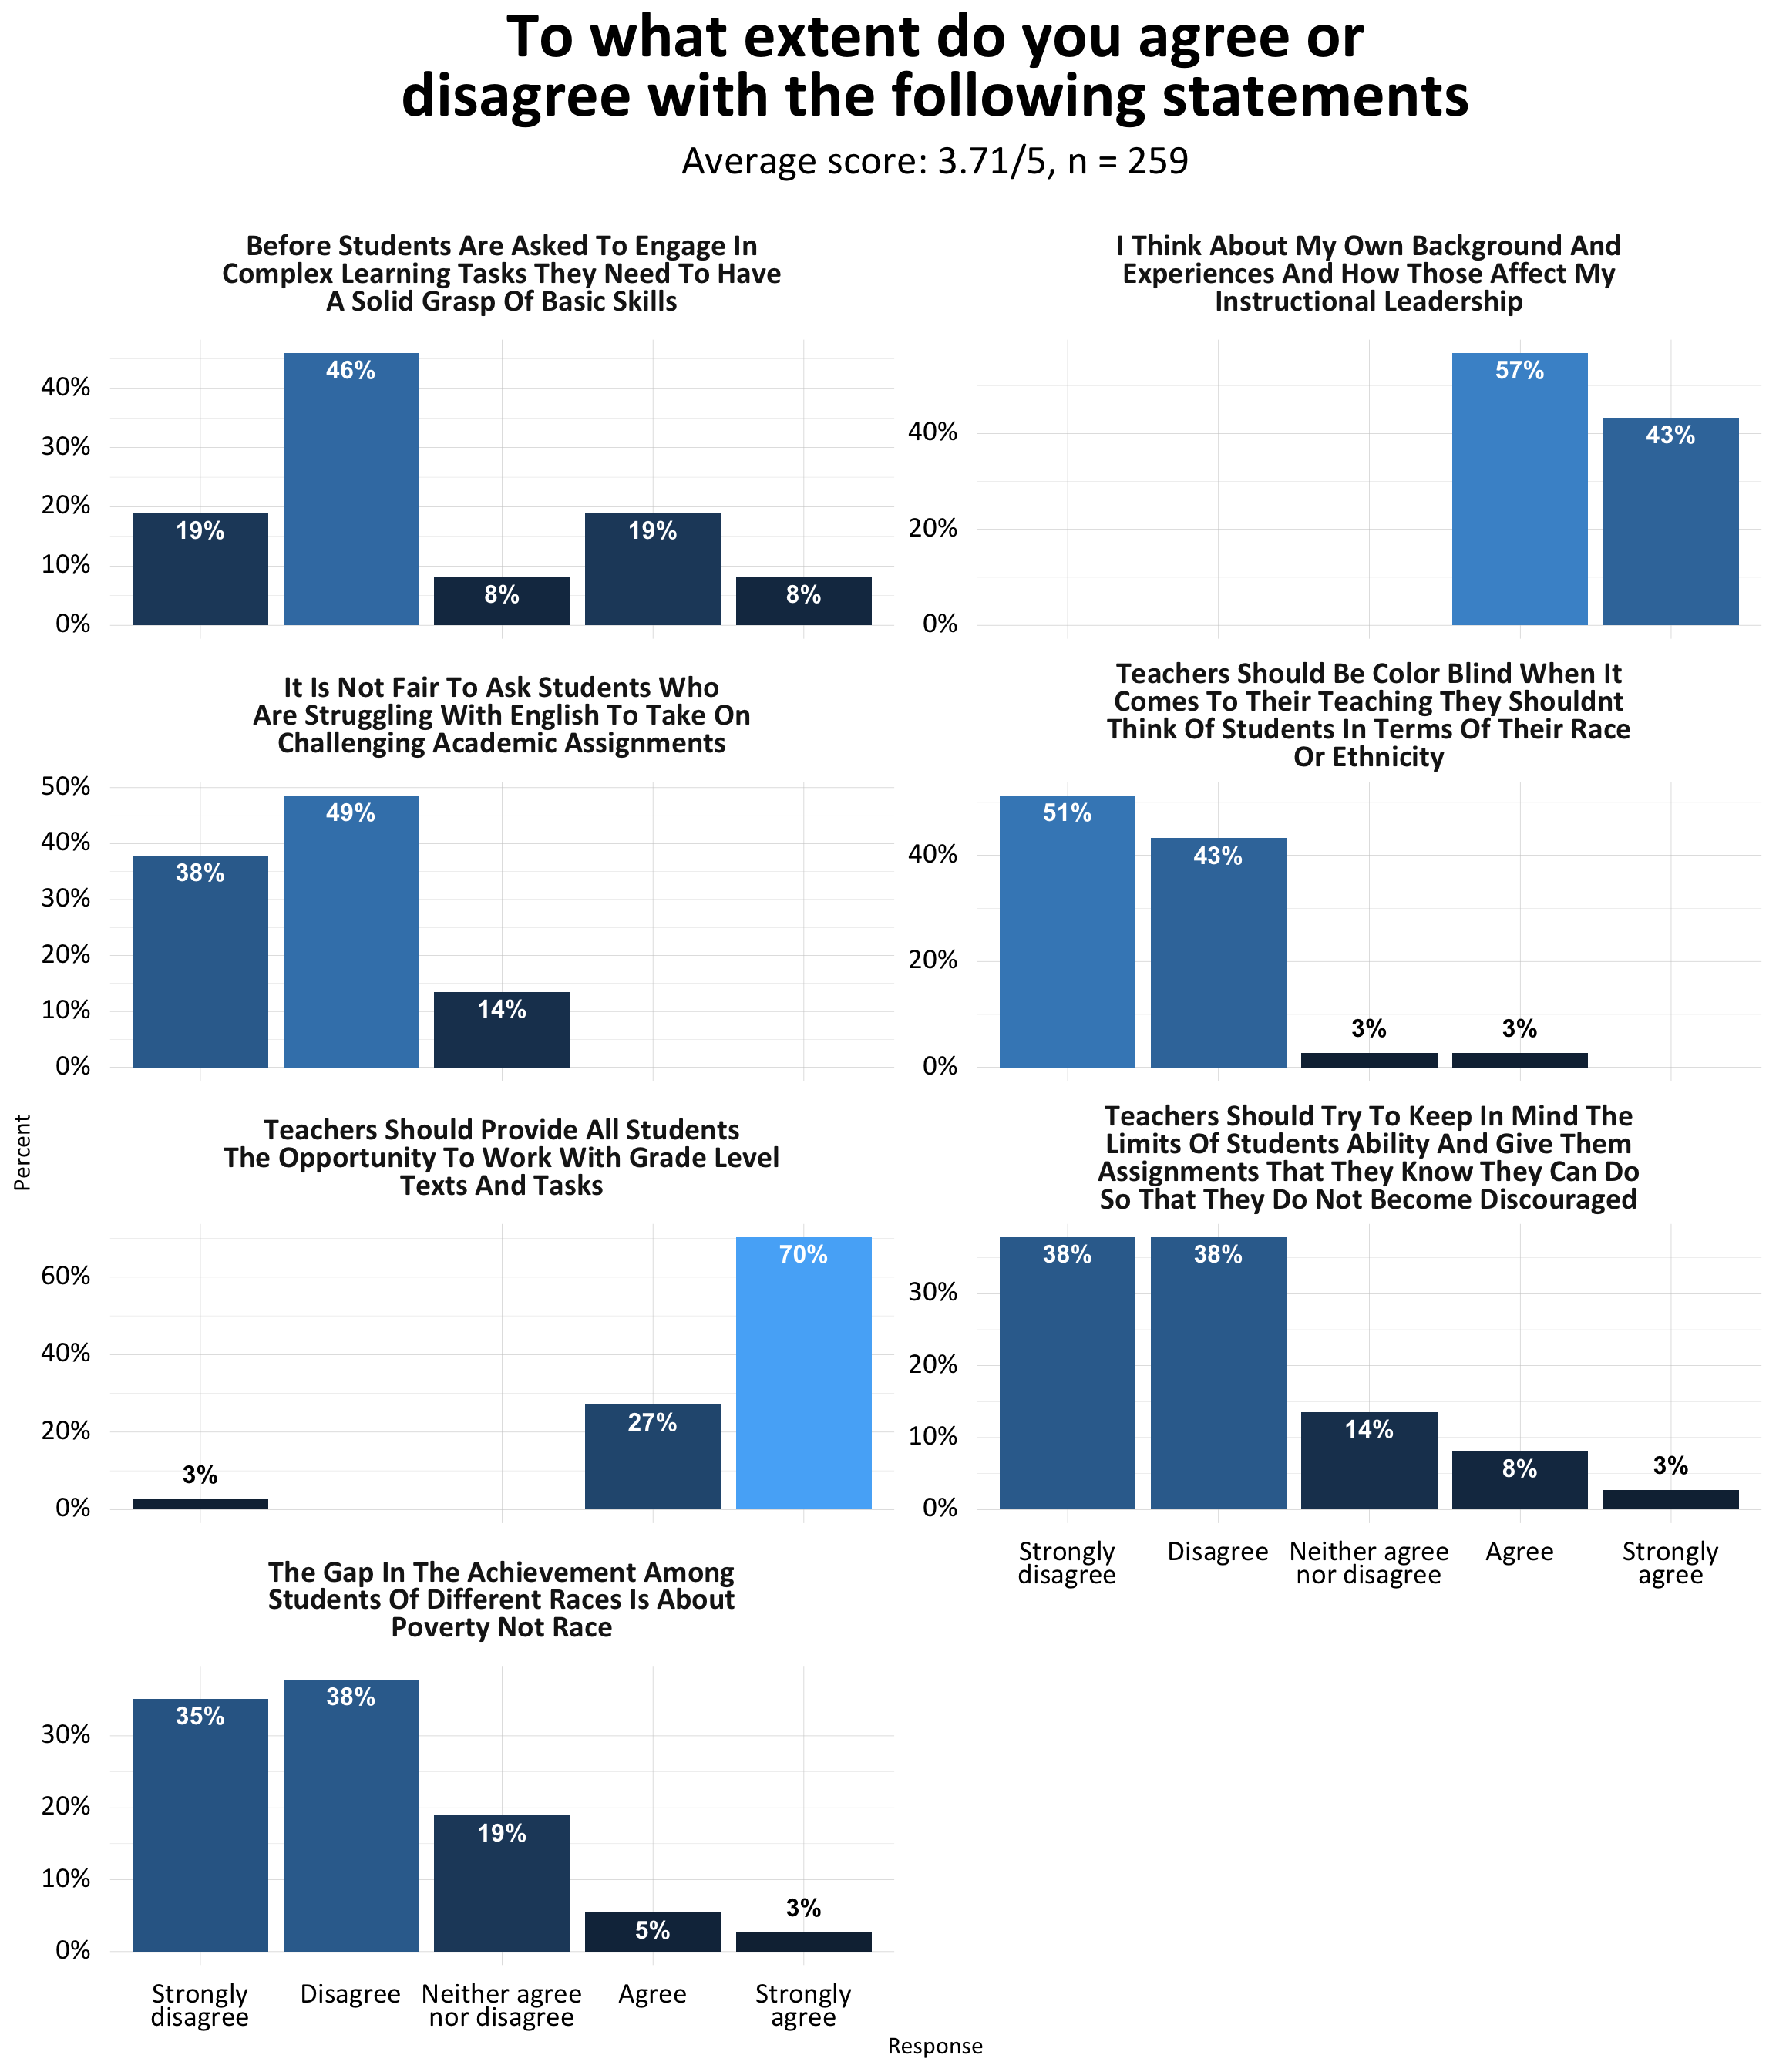 To what extent do you agree or
disagree with the following statements
Average score: 3.71/5, n = 259
Before Students Are Asked To Engage In
Complex Learning Tasks They Need To Have
A Solid Grasp Of Basic Skills
40%
30%
20%
10%
0%
19%
46%
8%
19%
8%
I Think About My Own Background And
Experiences And How Those Affect My
Instructional Leadership
40%
20%
0%
57%
43%
It Is Not Fair To Ask Students Who
Are Struggling With English To Take On
Challenging Academic Assignments
50%
40%
30%
20%
10%
0%
38%
49%
14%
Teachers Should Be Color Blind When It
Comes To Their Teaching They Shouldnt
Think Of Students In Terms Of Their Race
Or Ethnicity
40%
20%
0%
51%
43%
3%
3%
Percent
Teachers Should Provide All Students
The Opportunity To Work With Grade Level
Texts And Tasks
60%
40%
20%
0%
3%
27%
70%
Teachers Should Try To Keep In Mind The
Limits Of Students Ability And Give Them
Assignments That They Know They Can Do
So That They Do Not Become Discouraged
30%
20%
10%
0%
38%
38%
14%
8%
3%
Strongly
disagree
Disagree
Neither agree
nor disagree
Agree
Strongly
agree
The Gap In The Achievement Among
Students Of Different Races Is About
Poverty Not Race
30%
20%
10%
0%
35%
38%
19%
5%
3%
Strongly
disagree
Disagree
Neither agree
nor disagree
Agree
Strongly
agree
Response